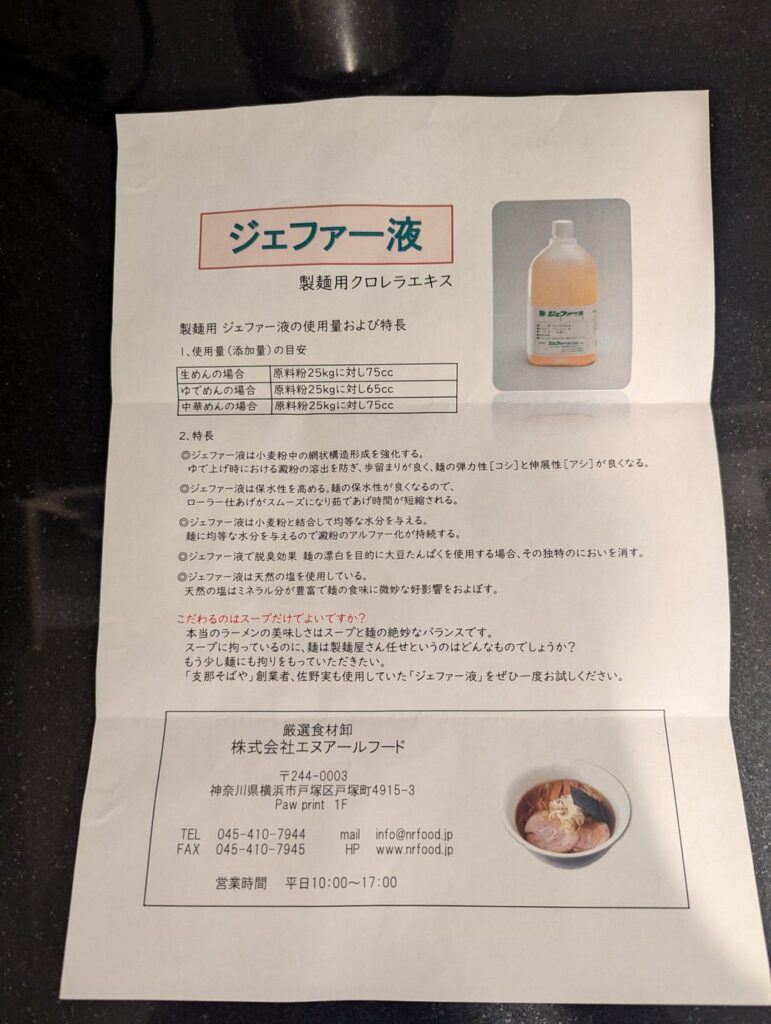 ジェファー液
製麺用クロレラエキス
ジェファー液
製麺用 ジェファー液の使用量および特長
1、使用量(添加量)の目安
生めんの場合 原料粉25kgに対し75cc
ゆでめんの場合 原料粉25kgに対し65cc
中華めんの場合 原料粉25kgに対し75cc
2、特長
◎ジェファー液は小麦粉中の網状構造形成を強化する。
ゆで上げ時における澱粉の溶出を防ぎ、歩留まりが良く、麺の弾力性[コシ]と伸展性[アシ]が良くなる。
◎ジェファー液は保水性を高める。麺の保水性が良くなるので、
ローラー仕あげがスムーズになり茹であげ時間が短縮される。
◎ジェファー液は小麦粉と結合して均等な水分を与える。
麺に均等な水分を与えるので澱粉のアルファー化が持続する。
◎ジェファー液で脱臭効果 麺の漂白を目的に大豆たんぱくを使用する場合、その独特のにおいを消す。
◎ジェファー液は天然の塩を使用している。
天然の塩はミネラル分が豊富で麺の食味に微妙な好影響をおよぼす。
こだわるのはスープだけでよいですか?
本当のラーメンの美味しさはスープと麺の絶妙なバランスです。
スープに拘っているのに、麺は製麺屋さん任せというのはどんなものでしょうか?
もう少し麺にも拘りをもっていただきたい。
「支那そばや」創業者、佐野実も使用していた「ジェファー液」をぜひ一度お試しください。
厳選食材卸
株式会社エヌアールフード
〒244-0003
神奈川県横浜市戸塚区戸塚町4915-3
Paw print 1F
TEL 045-410-7944 mail info@nrfood.jp
FAX 045-410-7945 HP www.nrfood.jp
営業時間 平日10:00～17:00